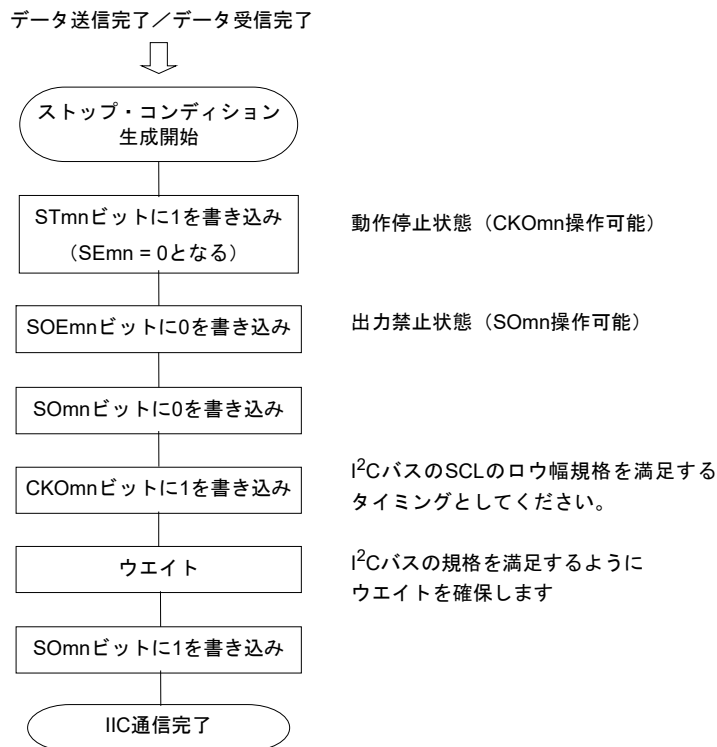 データ送信完了／データ受信完了
ストップ・コンディション
生成開始
STmnビットに1を書き込み
（SEmn = 0となる）
動作停止状態（CKOmn操作可能）
SOEmnビットに0を書き込み
出力禁止状態（SOmn操作可能）
SOmnビットに0を書き込み
CKOmnビットに1を書き込み
I²CバスのSCLのロウ幅規格を満足する
タイミングとしてください。
ウエイト
I²Cバスの規格を満足するように
ウエイトを確保します
SOmnビットに1を書き込み
IIC通信完了